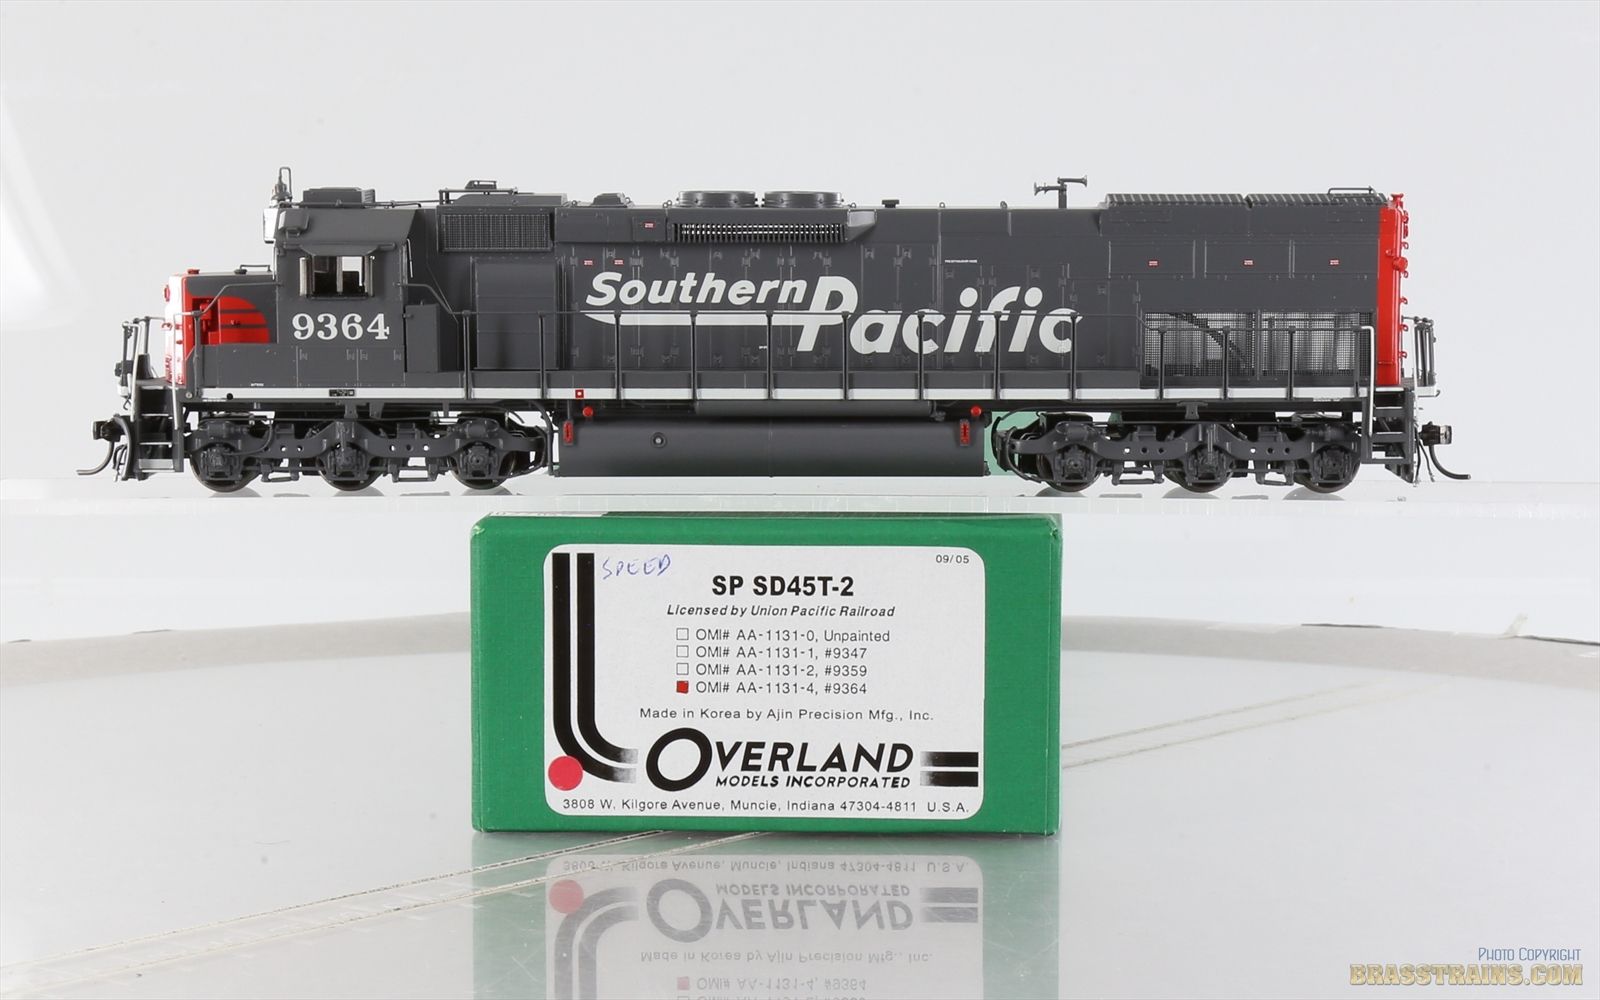 Southern Pacific
9364
SPEED
09/05
SP SD45T-2
Licensed by Union Pacific Railroad
OMI# AA-1131-0, Unpainted
OMI# AA-1131-1, #9347
OMI# AA-1131-2, #9359
OMI# AA-1131-4, #9364
Made in Korea by Ajin Precision Mfg., Inc.
OVERLAND
MODELS INCORPORATED
3808 W. Kilgore Avenue, Muncie, Indiana 47304-4811 U.S.A.
PHOTO COPYRIGHT
BRASSTRAINS.COM